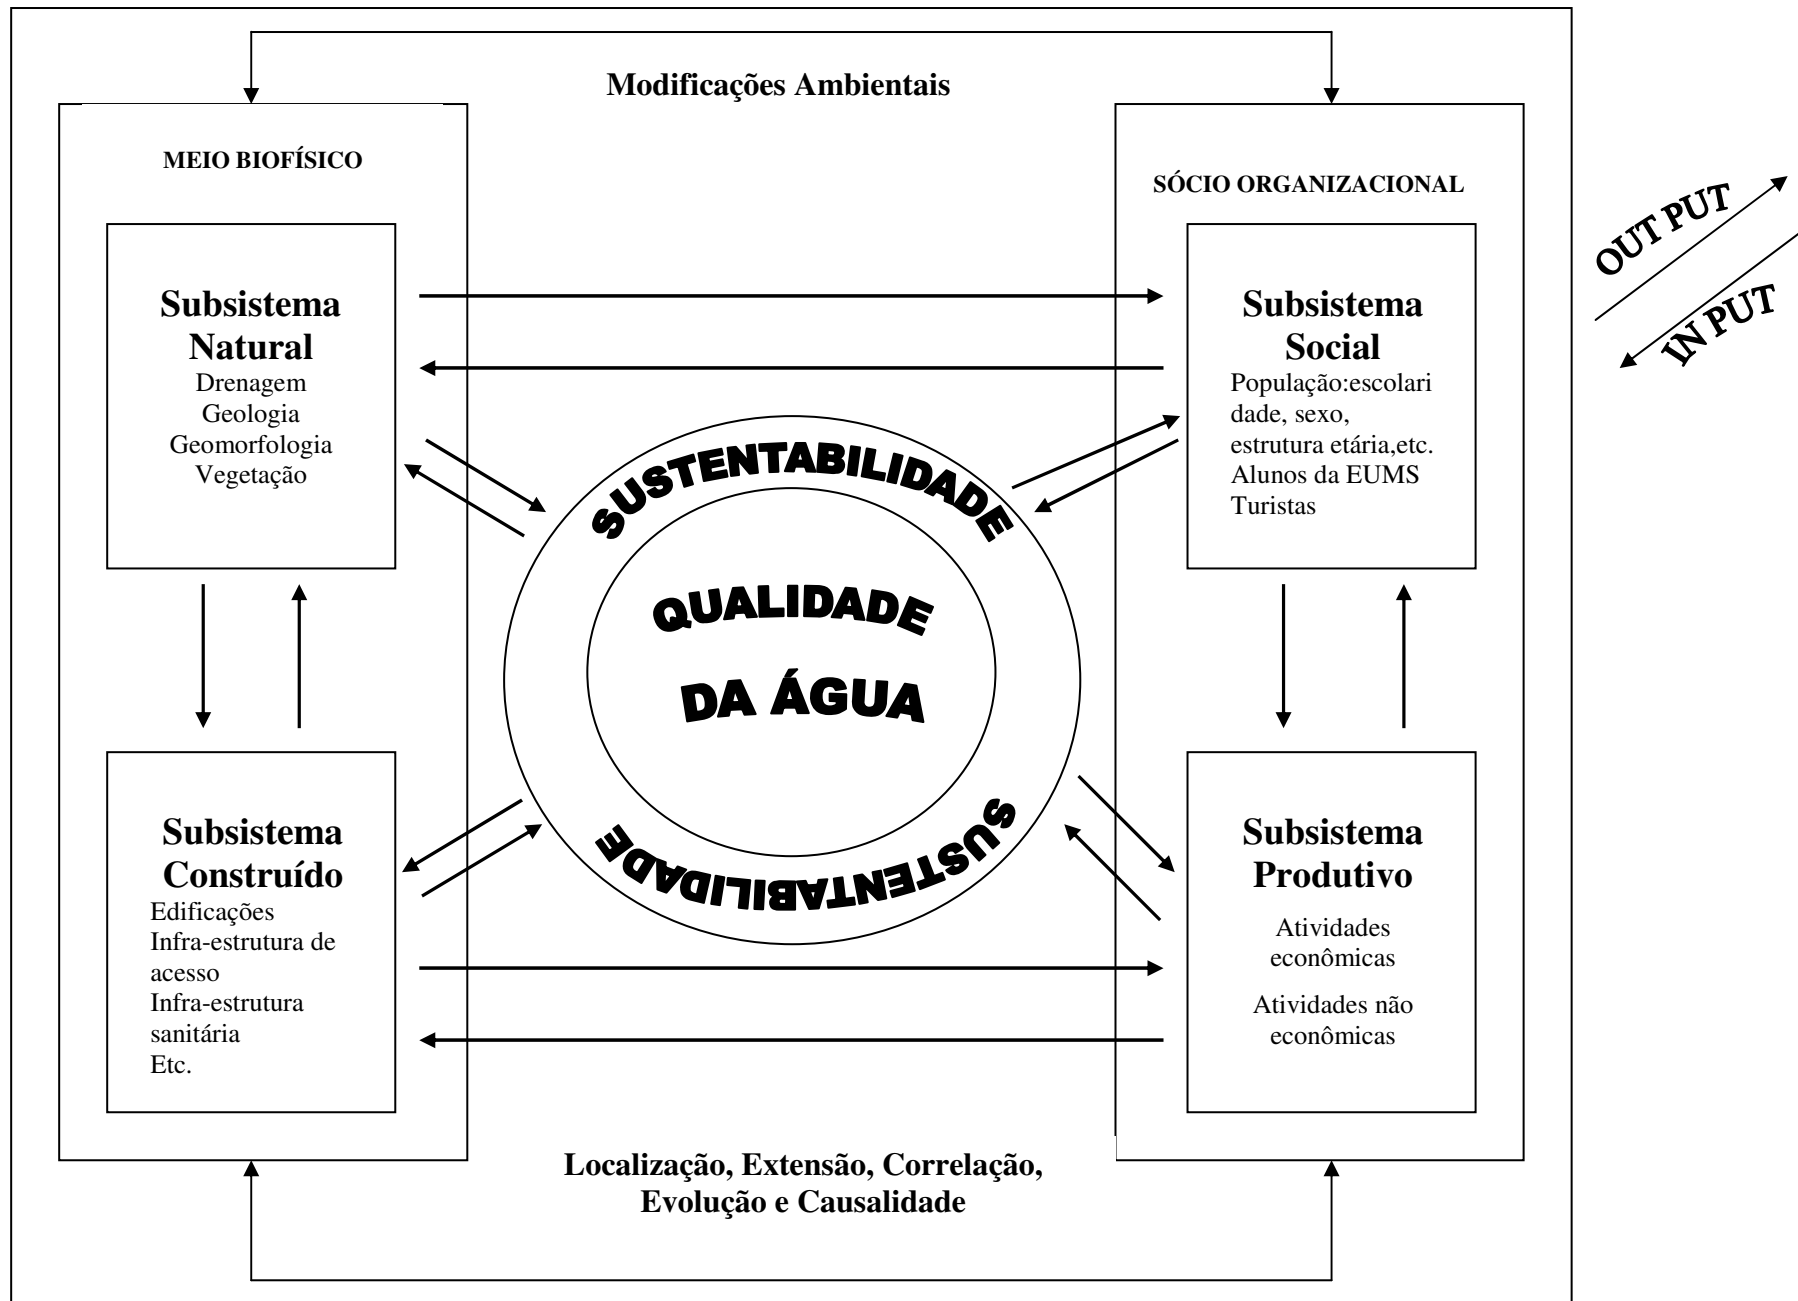 Modificações Ambientais
MEIO BIOFÍSICO
SÓCIO ORGANIZACIONAL
OUT PUT
IN PUT
Subsistema
Natural
Drenagem
Geologia
Geomorfologia
Vegetação
Subsistema
Social
População:escolari
dade, sexo,
estrutura etária,etc.
Alunos da EUMS
Turistas
SUSTENTABILIDADE
QUALIDADE
DA ÁGUA
SUSTENTABILIDADE
Subsistema
Construído
Edificações
Infra-estrutura de
acesso
Infra-estrutura
sanitária
Etc.
Subsistema
Produtivo
Atividades
econômicas
Atividades não
econômicas
Localização, Extensão, Correlação,
Evolução e Causalidade